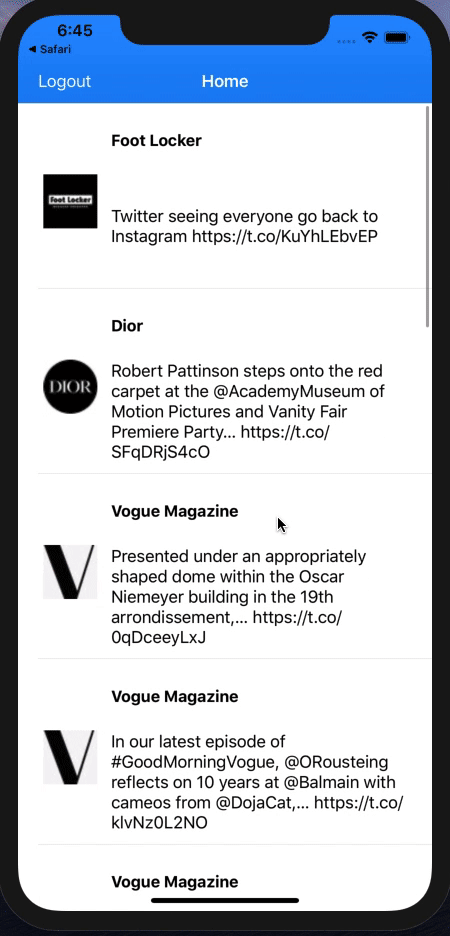 6:45
◀ Safari
Logout
Home
Foot Locker
Foot Locker
Twitter seeing everyone go back to
Instagram https://t.co/KuYhLEbvEP
Dior
DIOR
Robert Pattinson steps onto the red
carpet at the @AcademyMuseum of
Motion Pictures and Vanity Fair
Premiere Party... https://t.co/
SFqDRjS4cO
Vogue Magazine
V
Presented under an appropriately
shaped dome within the Oscar
Niemeyer building in the 19th
arrondissement,... https://t.co/
0qDceeyLxJ
Vogue Magazine
V
In our latest episode of
#GoodMorningVogue, @ORousteing
reflects on 10 years at @Balmain with
cameos from @DojaCat,... https://t.co/
klvNz0L2NO
Vogue Magazine